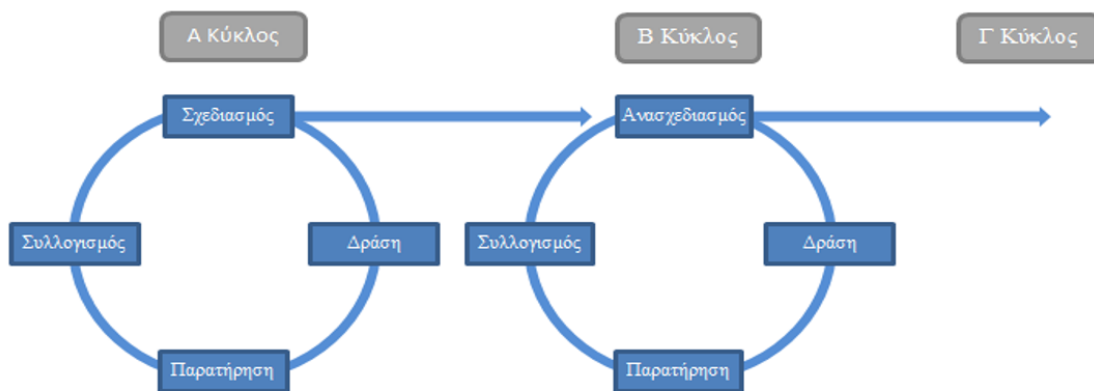 Α Κύκλος
Β Κύκλος
Γ Κύκλος
Σχεδιασμός
Ανασχεδιασμός
Συλλογισμός
Δράση
Συλλογισμός
Δράση
Παρατήρηση
Παρατήρηση